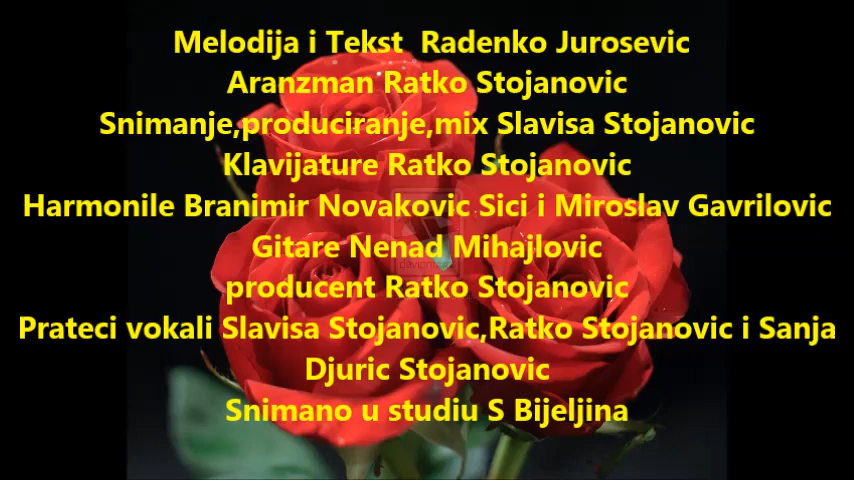 Melodija i Tekst  Radenko Jurosevic
Aranzman Ratko Stojanovic
Snimanje,produciranje,mix Slavisa Stojanovic
Klavijature Ratko Stojanovic
Harmonile Branimir Novakovic Sici i Miroslav Gavrilovic
Gitare Nenad Mihajlovic
producent Ratko Stojanovic
Prateci vokali Slavisa Stojanovic,Ratko Stojanovic i Sanja
Djuric Stojanovic
Snimano u studiu S Bijeljina